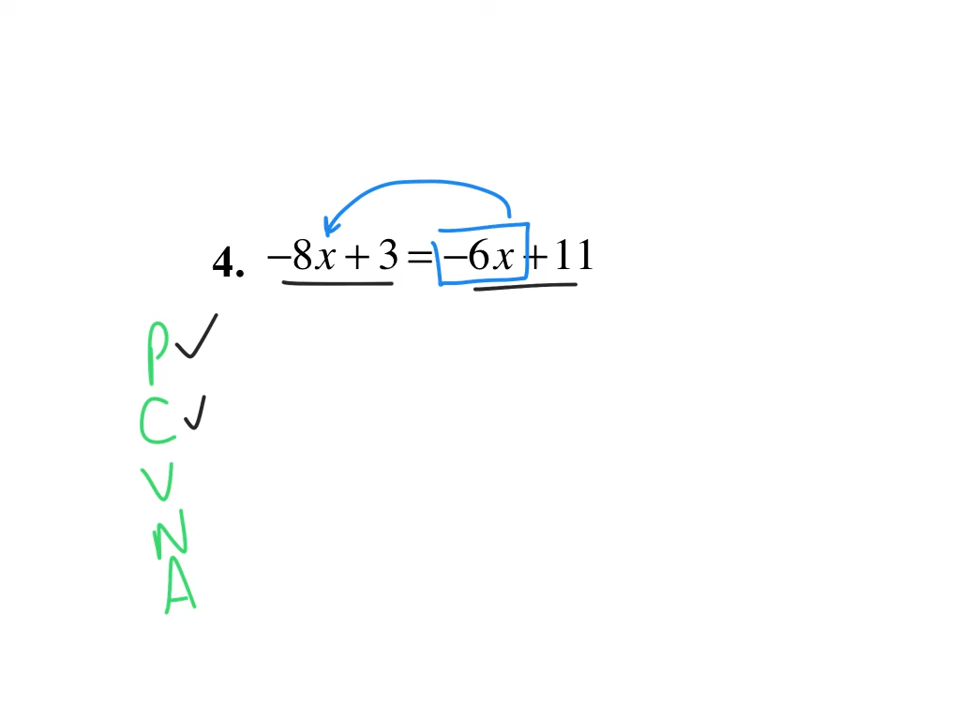 4. −8x + 3 = −6x + 11
P ✓
C ✓
V
N
A